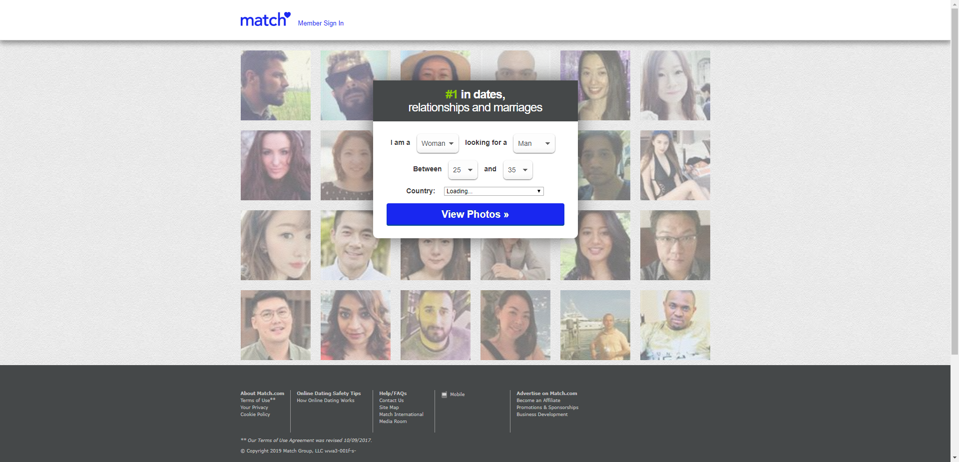 match
Member Sign In
#1 in dates,
relationships and marriages
I am a Woman looking for a Man
Between 25 and 35
Country: Loading...
View Photos »
About Match.com
Terms of Use**
Your Privacy
Cookie Policy
Online Dating Safety Tips
How Online Dating Works
Help/FAQs
Contact Us
Site Map
Match International
Media Room
Mobile
Advertise on Match.com
Become an Affiliate
Promotions & Sponsorships
Business Development
** Our Terms of Use Agreement was revised 10/09/2017.
© Copyright 2019 Match Group, LLC